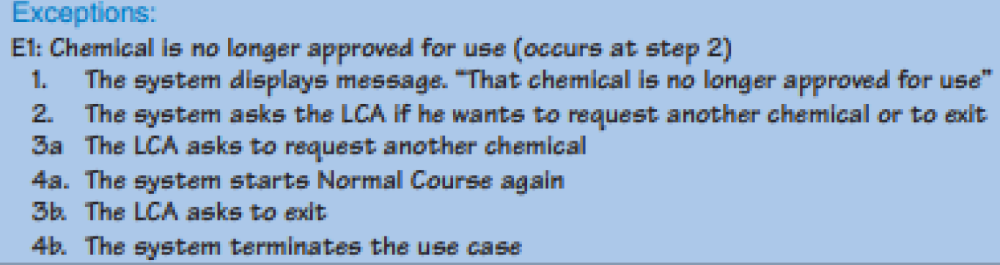 Exceptions:
E1: Chemical is no longer approved for use (occurs at step 2)
1. The system displays message. "That chemical is no longer approved for use"
2. The system asks the LCA if he wants to request another chemical or to exit
3a The LCA asks to request another chemical
4a. The system starts Normal Course again
3b. The LCA asks to exit
4b. The system terminates the use case